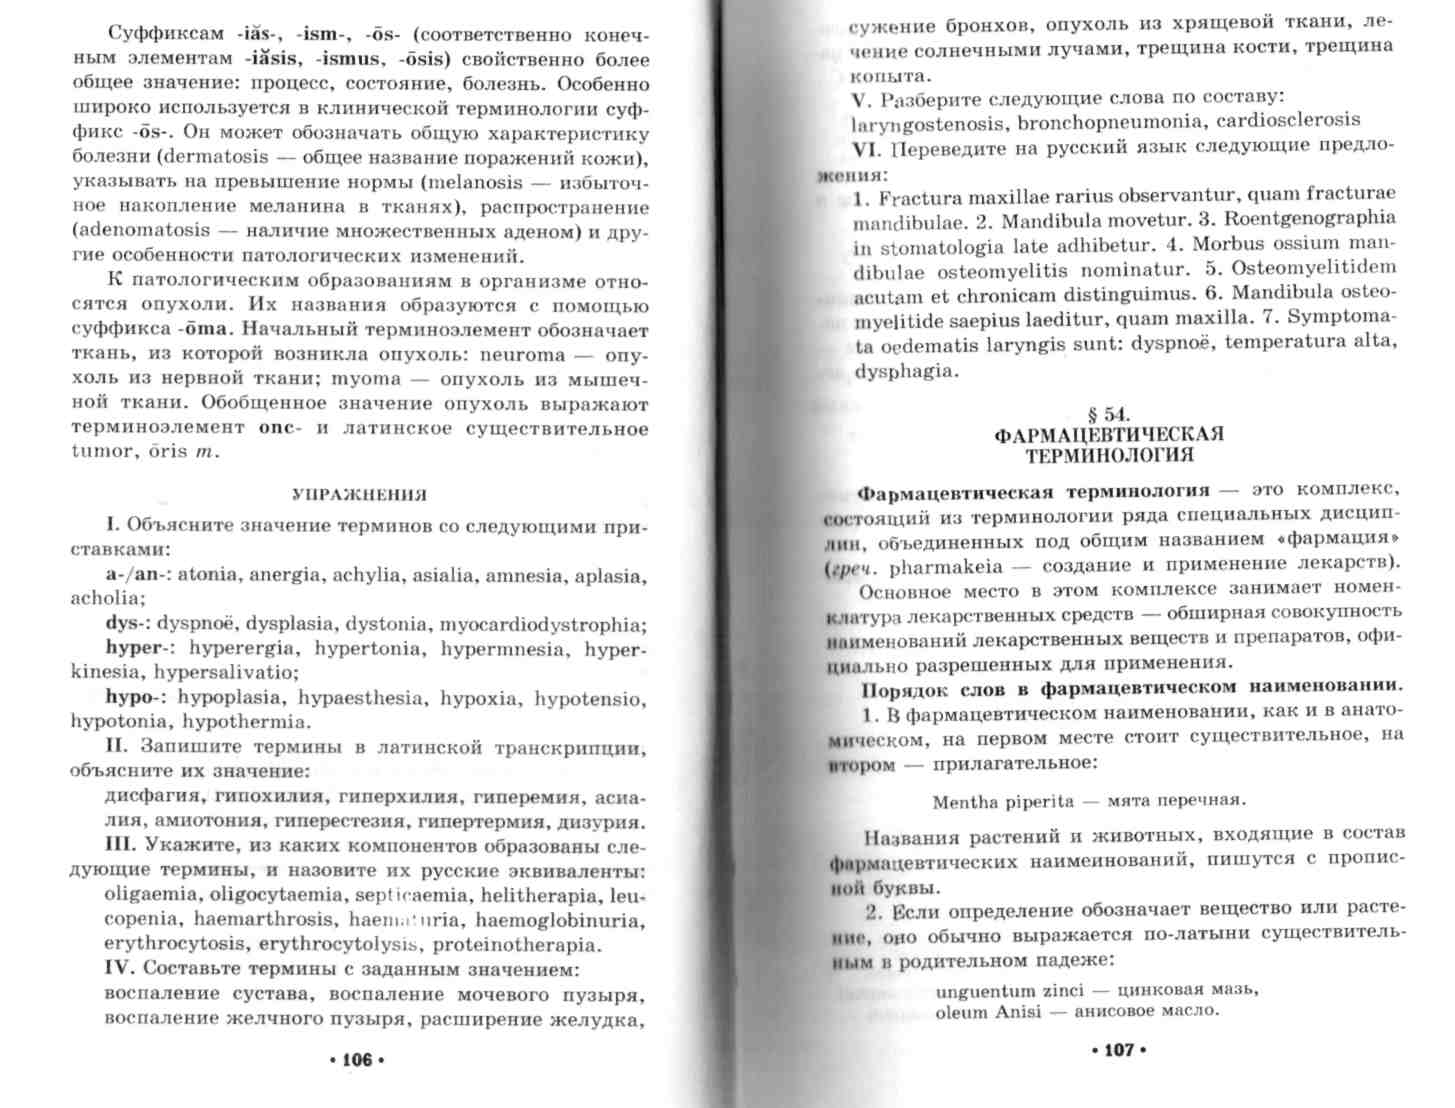 Суффиксам -iăs-, -ism-, -ōs- (соответственно конеч-
ным элементам -iăsis, -ismus, -ōsis) свойственно более
общее значение: процесс, состояние, болезнь. Особенно
широко используется в клинической терминологии суф-
фикс -ōs-. Он может обозначать общую характеристику
болезни (dermatosis — общее название поражений кожи),
указывать на превышение нормы (melanosis — избыточ-
ное накопление меланина в тканях), распространение
(adenomatosis — наличие множественных аденом) и дру-
гие особенности патологических изменений.
К патологическим образованиям в организме отно-
сятся опухоли. Их названия образуются с помощью
суффикса -ōma. Начальный терминоэлемент обозначает
ткань, из которой возникла опухоль: neuroma — опу-
холь из нервной ткани; myoma — опухоль из мышеч-
ной ткани. Обобщенное значение опухоль выражают
терминоэлемент onc- и латинское существительное
tumor, ōris m.
УПРАЖНЕНИЯ
I. Объясните значение терминов со следующими при-
ставками:
a-/an-: atonia, anergia, achylia, asialia, amnesia, aplasia,
acholia;
dys-: dyspnoë, dysplasia, dystonia, myocardiodystrophia;
hyper-: hyperergia, hypertonia, hypermnesia, hyper-
kinesia, hypersalivatio;
hypo-: hypoplasia, hypaesthesia, hypoxia, hypotensio,
hypotonia, hypothermia.
II. Запишите термины в латинской транскрипции,
объясните их значение:
дисфагия, гипохилия, гиперхилия, гиперемия, асиа-
лия, амиотония, гиперестезия, гипертермия, дизурия.
III. Укажите, из каких компонентов образованы сле-
дующие термины, и назовите их русские эквиваленты:
oligaemia, oligocytaemia, septicaemia, helitherapia, leu-
copenia, haemarthrosis, haematuria, haemoglobinuria,
erythrocytosis, erythrocytolysis, proteinotherapia.
IV. Составьте термины с заданным значением:
воспаление сустава, воспаление мочевого пузыря,
воспаление желчного пузыря, расширение желудка,
• 106 •
сужение бронхов, опухоль из хрящевой ткани, ле-
чение солнечными лучами, трещина кости, трещина
копыта.
V. Разберите следующие слова по составу:
laryngostenosis, bronchopneumonia, cardiosclerosis
VI. Переведите на русский язык следующие предло-
жения:
1. Fractura maxillae rarius observantur, quam fracturae
mandibulae. 2. Mandibula movetur. 3. Roentgenographia
in stomatologia late adhibetur. 4. Morbus ossium man-
dibulae osteomyelitis nominatur. 5. Osteomyelitidem
acutam et chronicam distinguimus. 6. Mandibula osteo-
myelitide saepius laeditur, quam maxilla. 7. Symptoma-
ta oedematis laryngis sunt: dyspnoë, temperatura alta,
dysphagia.
§ 54.
ФАРМАЦЕВТИЧЕСКАЯ
ТЕРМИНОЛОГИЯ
Фармацевтическая терминология — это комплекс,
состоящий из терминологии ряда специальных дисцип-
лин, объединенных под общим названием «фармация»
(греч. pharmakeia — создание и применение лекарств).
Основное место в этом комплексе занимает номен-
клатура лекарственных средств — обширная совокупность
наименований лекарственных веществ и препаратов, офи-
циально разрешенных для применения.
Порядок слов в фармацевтическом наименовании.
1. В фармацевтическом наименовании, как и в анато-
мическом, на первом месте стоит существительное, на
втором — прилагательное:
Mentha piperita — мята перечная.
Названия растений и животных, входящие в состав
фармацевтических наименований, пишутся с пропис-
ной буквы.
2. Если определение обозначает вещество или расте-
ние, оно обычно выражается по-латыни существитель-
ным в родительном падеже:
unguentum zinci — цинковая мазь,
oleum Anisi — анисовое масло.
• 107 •